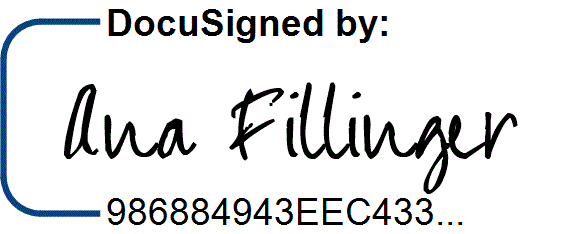 DocuSigned by:
Ana Fillinger
986884943EEC433...